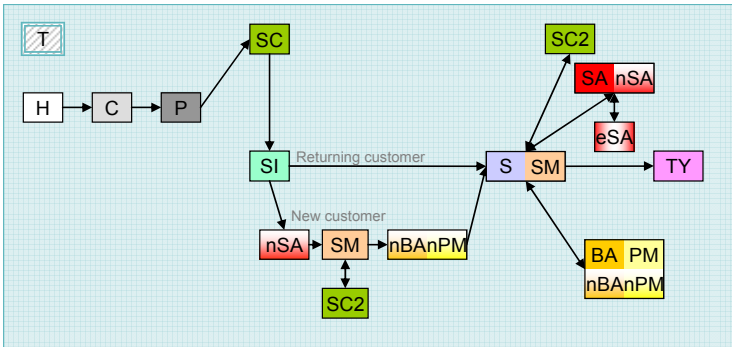 T
SC
SC2
SA nSA
H
C
P
eSA
SI
Returning customer
S SM
TY
New customer
nSA
SM
nBAnPM
BA PM
nBAnPM
SC2